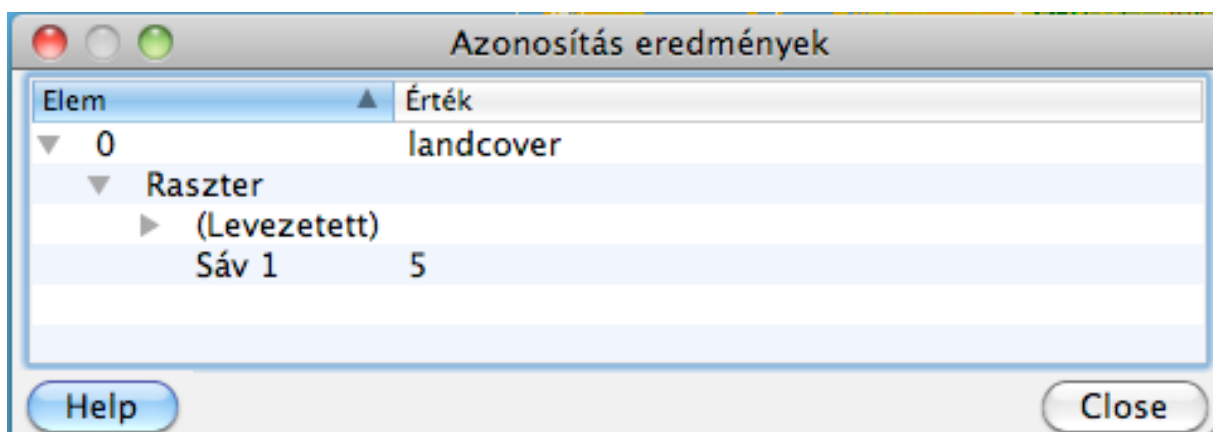 Azonosítás eredmények
Elem Érték
0 landcover
Raszter
(Levezetett)
Sáv 1 5
Help Close